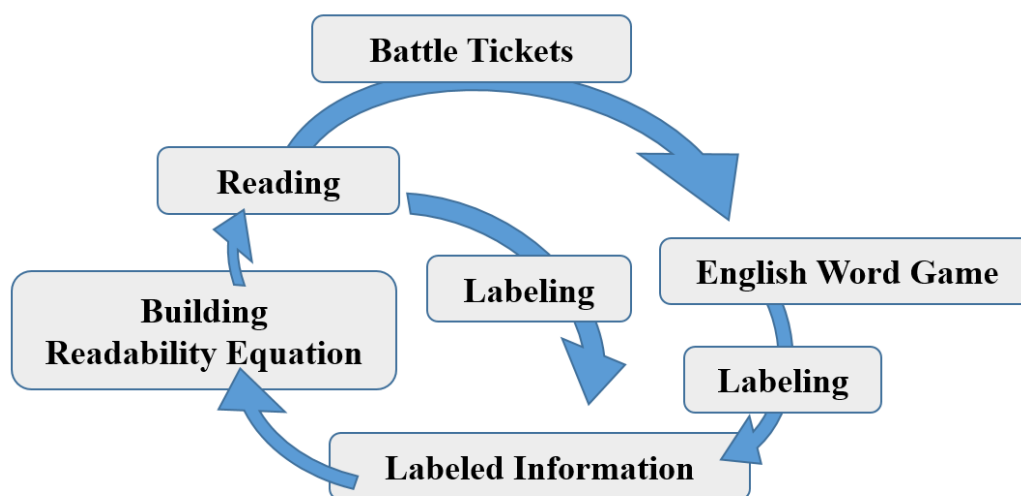 Battle Tickets
Reading
English Word Game
Labeling
Building
Readability Equation
Labeling
Labeled Information